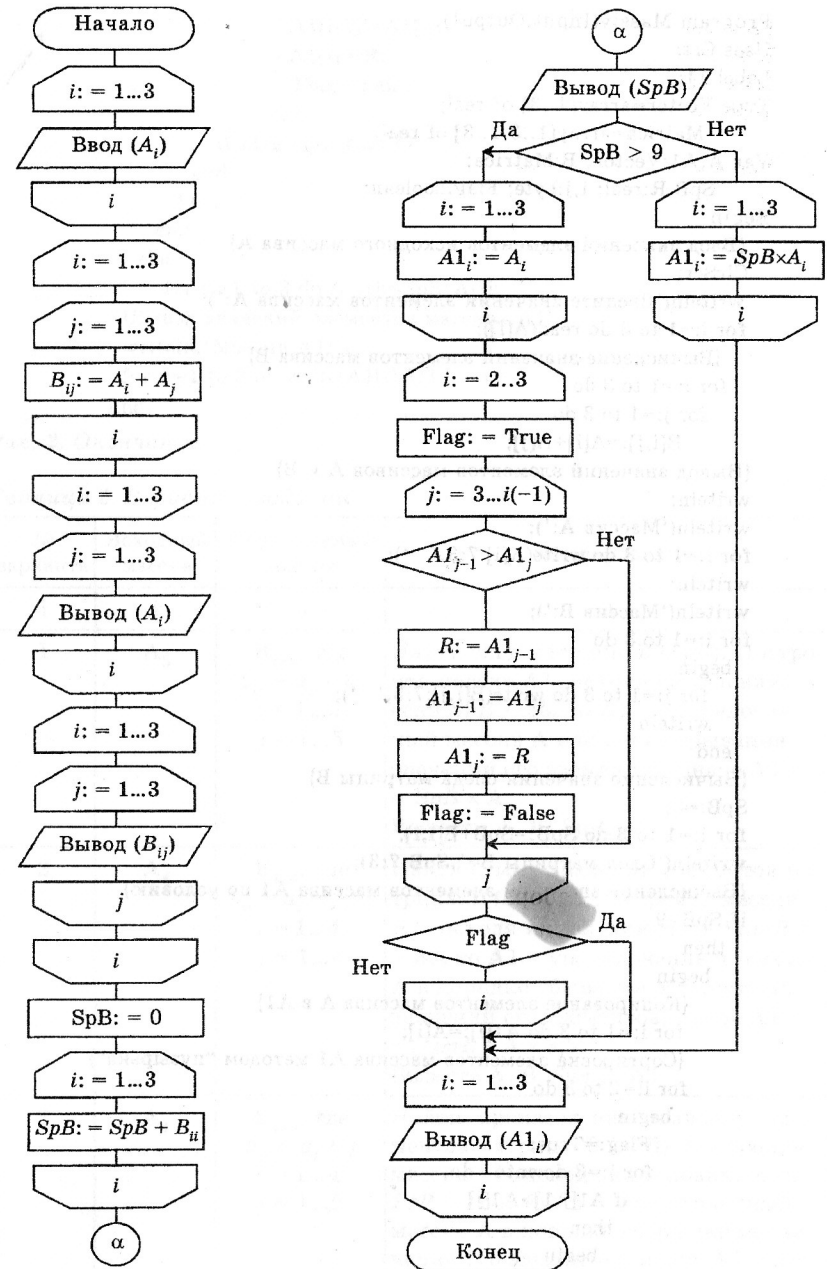 Начало
i: = 1...3
Ввод (Aᵢ)
i
i: = 1...3
j: = 1...3
Bᵢⱼ: = Aᵢ + Aⱼ
i
i: = 1...3
j: = 1...3
Вывод (Aᵢ)
i
i: = 1...3
j: = 1...3
Вывод (Bᵢⱼ)
j
i
SpB: = 0
i: = 1...3
SpB: = SpB + Bᵢᵢ
i
α
α
Вывод (SpB)
Да
Нет
SpB > 9
i: = 1...3
i: = 1...3
A1ᵢ: = Aᵢ
A1ᵢ: = SpB×Aᵢ
i
i
i: = 2..3
Flag: = True
j: = 3...i(-1)
Нет
A1ⱼ₋₁ > A1ⱼ
R: = A1ⱼ₋₁
A1ⱼ₋₁: = A1ⱼ
A1ⱼ: = R
Flag: = False
j
Flag
Да
Нет
i
i: = 1...3
Вывод (A1ᵢ)
i
Конец